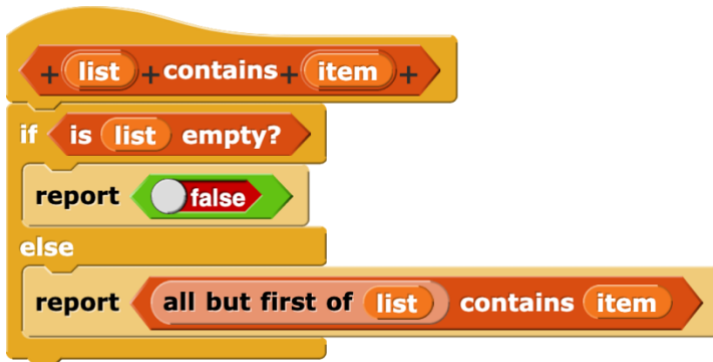 + list + contains + item +
if is list empty?
report false
else
report all but first of list contains item